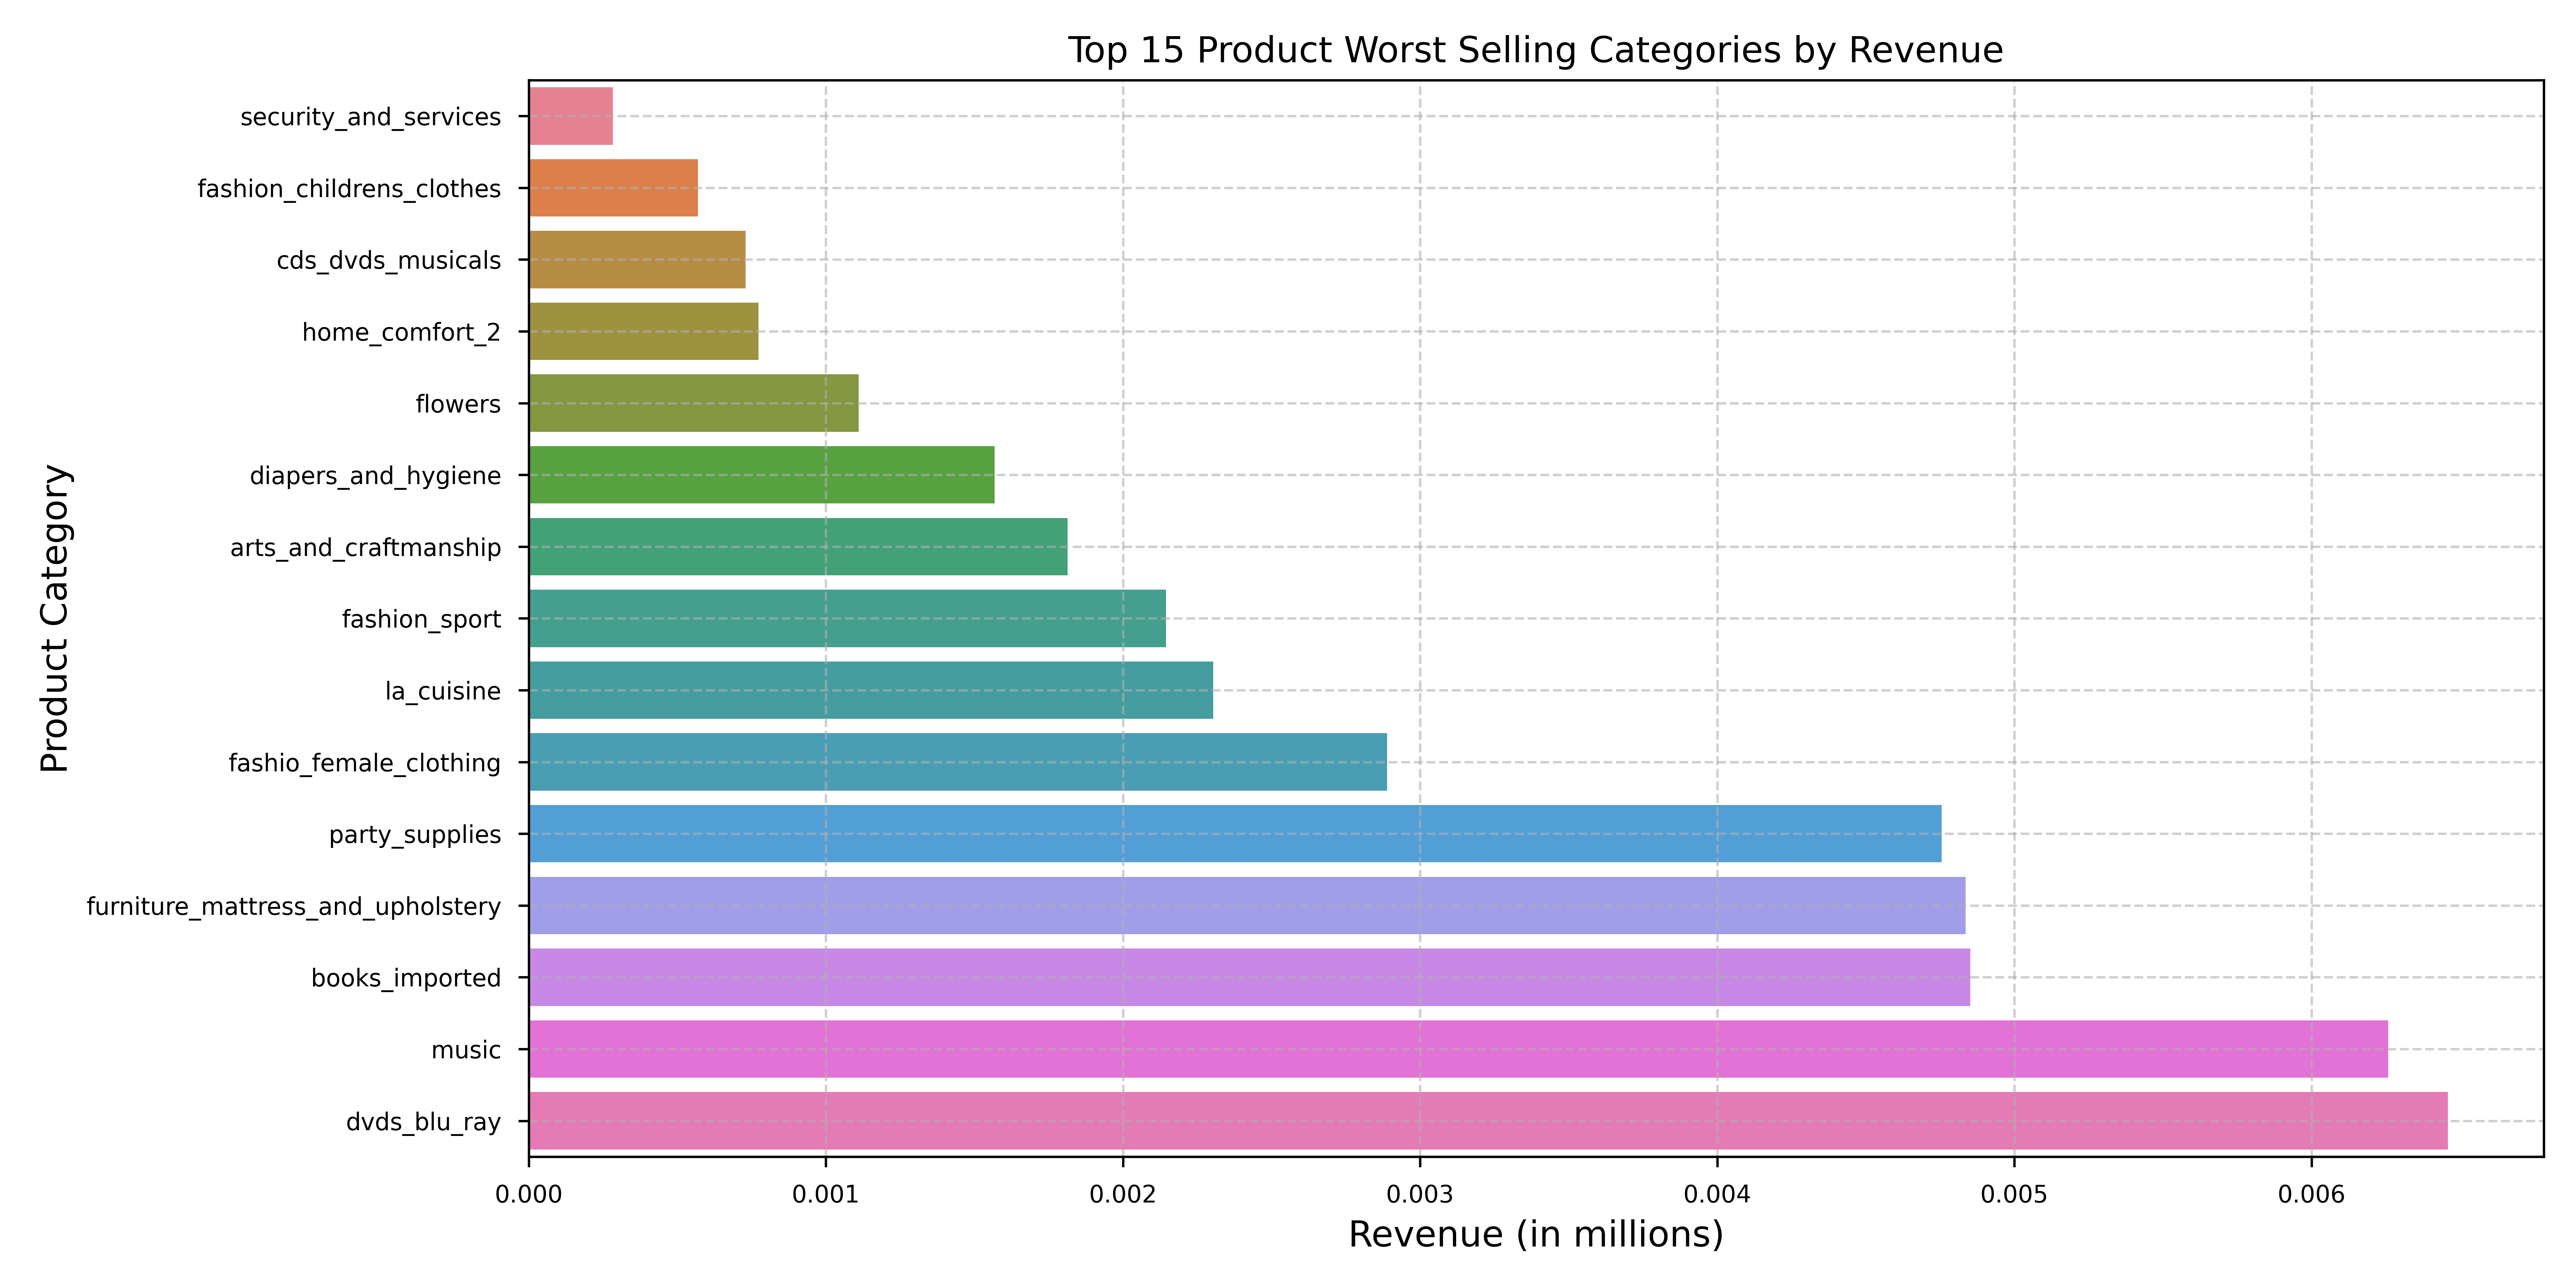 Top 15 Product Worst Selling Categories by Revenue
Product Category
security_and_services
fashion_childrens_clothes
cds_dvds_musicals
home_comfort_2
flowers
diapers_and_hygiene
arts_and_craftmanship
fashion_sport
la_cuisine
fashio_female_clothing
party_supplies
furniture_mattress_and_upholstery
books_imported
music
dvds_blu_ray
0.000 0.001 0.002 0.003 0.004 0.005 0.006
Revenue (in millions)